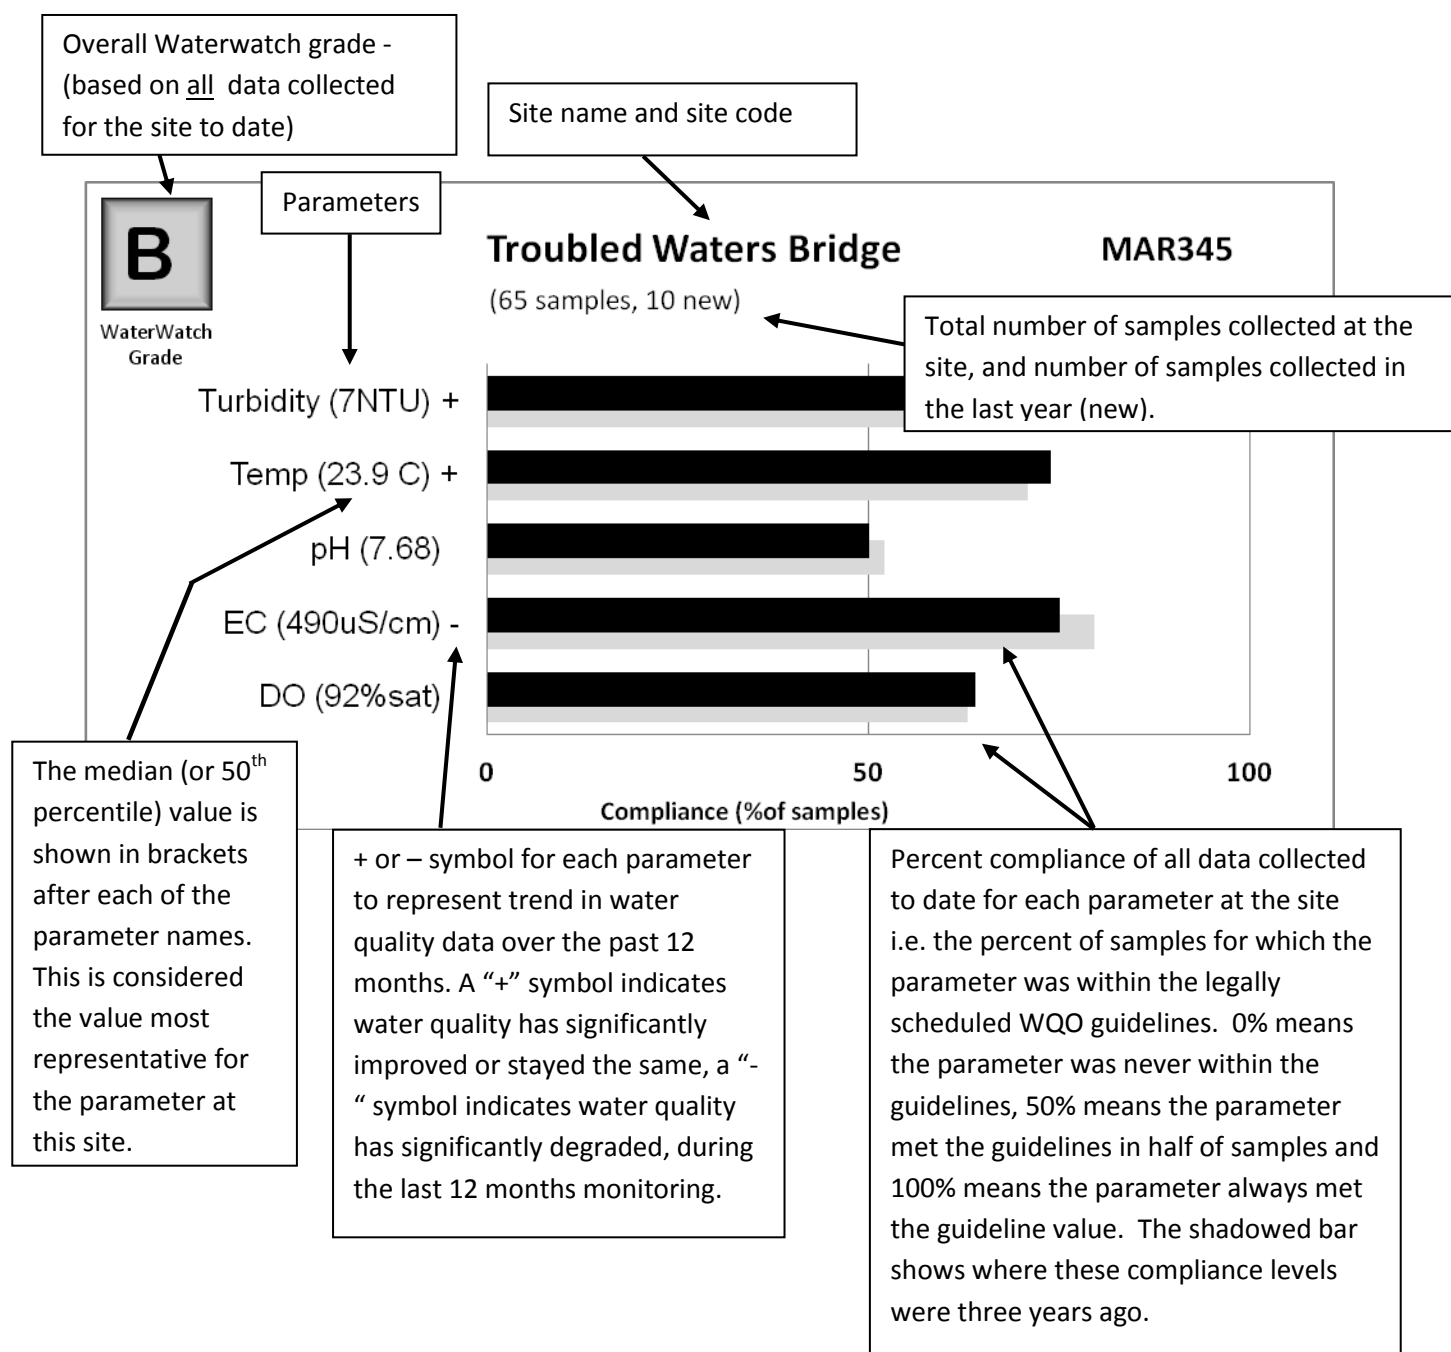 Overall Waterwatch grade -
(based on all data collected
for the site to date)
Site name and site code
Parameters
B
WaterWatch
Grade
Troubled Waters Bridge
MAR345
(65 samples, 10 new)
Total number of samples collected at the
site, and number of samples collected in
the last year (new).
Turbidity (7NTU) +
Temp (23.9 C) +
pH (7.68)
EC (490uS/cm) -
DO (92%sat)
0
50
100
Compliance (%of samples)
The median (or 50th
percentile) value is
shown in brackets
after each of the
parameter names.
This is considered
the value most
representative for
the parameter at
this site.
+ or – symbol for each parameter
to represent trend in water
quality data over the past 12
months. A “+” symbol indicates
water quality has significantly
improved or stayed the same, a “-
“ symbol indicates water quality
has significantly degraded, during
the last 12 months monitoring.
Percent compliance of all data collected
to date for each parameter at the site
i.e. the percent of samples for which the
parameter was within the legally
scheduled WQO guidelines. 0% means
the parameter was never within the
guidelines, 50% means the parameter
met the guidelines in half of samples and
100% means the parameter always met
the guideline value. The shadowed bar
shows where these compliance levels
were three years ago.